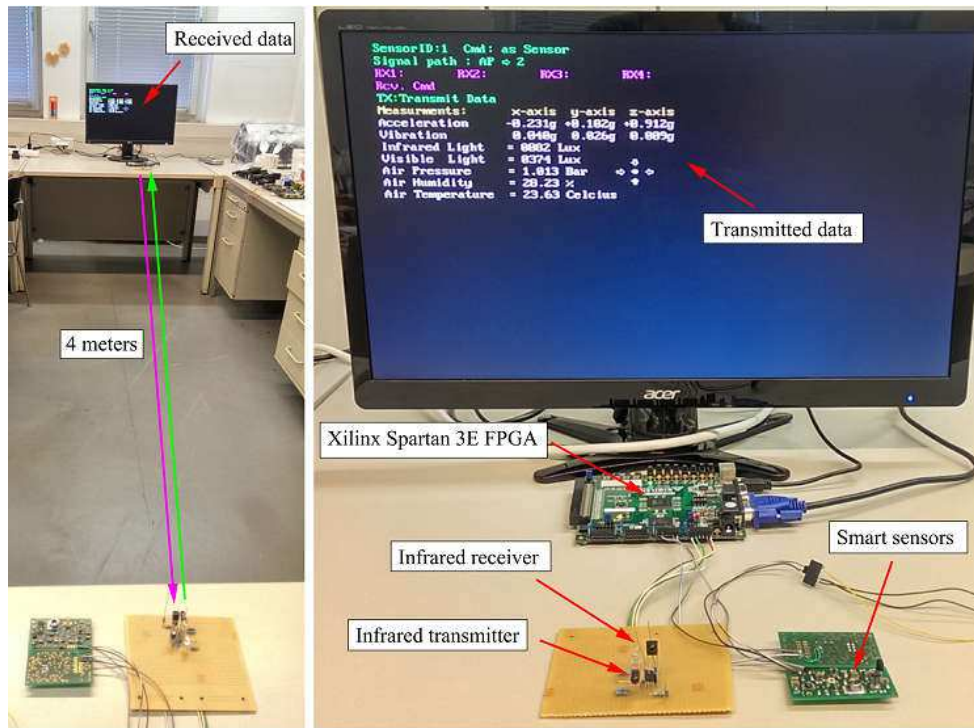 Received data
4 meters
SensorID:1 Cmd: as Sensor
Signal path : AP ⇨ 2
RX1: RX2: RX3: RX4:
Rcv. Cmd
TX:Transmit Data
Measurments: x-axis y-axis z-axis
Acceleration -0.231g +0.102g +0.912g
Vibration 0.040g 0.026g 0.009g
Infrared Light = 0002 Lux
Visible Light = 0374 Lux
Air Pressure = 1.013 Bar
Air Humidity = 28.23 %
Air Temperature = 23.63 Celcius
Transmitted data
acer
Xilinx Spartan 3E FPGA
Infrared receiver
Smart sensors
Infrared transmitter